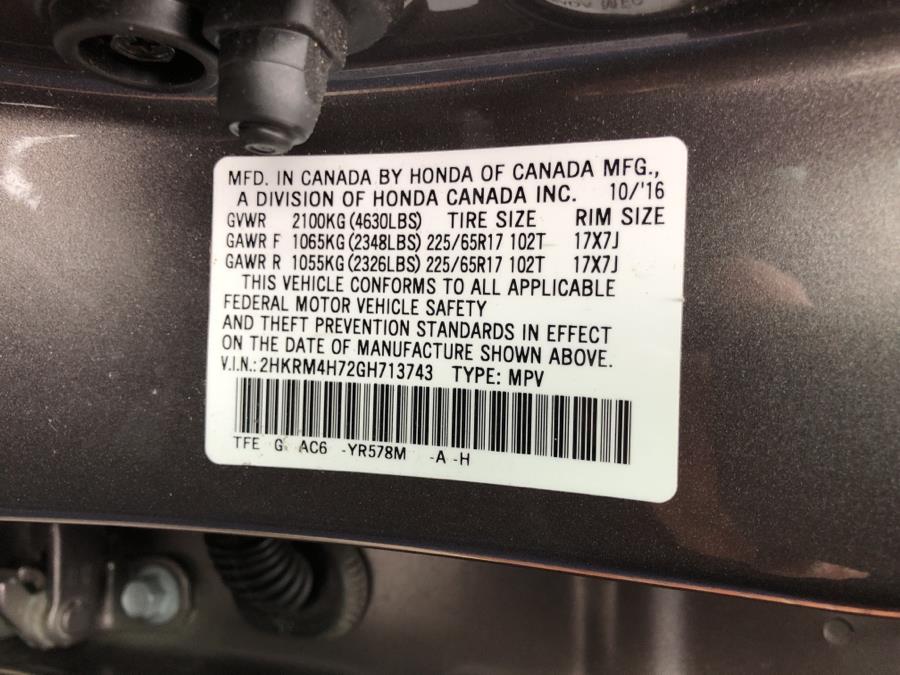 MFD. IN CANADA BY HONDA OF CANADA MFG.,
A DIVISION OF HONDA CANADA INC. 10/'16
GVWR 2100KG (4630LBS) TIRE SIZE RIM SIZE
GAWR F 1065KG (2348LBS) 225/65R17 102T 17X7J
GAWR R 1055KG (2326LBS) 225/65R17 102T 17X7J
THIS VEHICLE CONFORMS TO ALL APPLICABLE
FEDERAL MOTOR VEHICLE SAFETY
AND THEFT PREVENTION STANDARDS IN EFFECT
ON THE DATE OF MANUFACTURE SHOWN ABOVE.
V.I.N.: 2HKRM4H72GH713743 TYPE: MPV
TFE G AC6 -YR578M -A -H